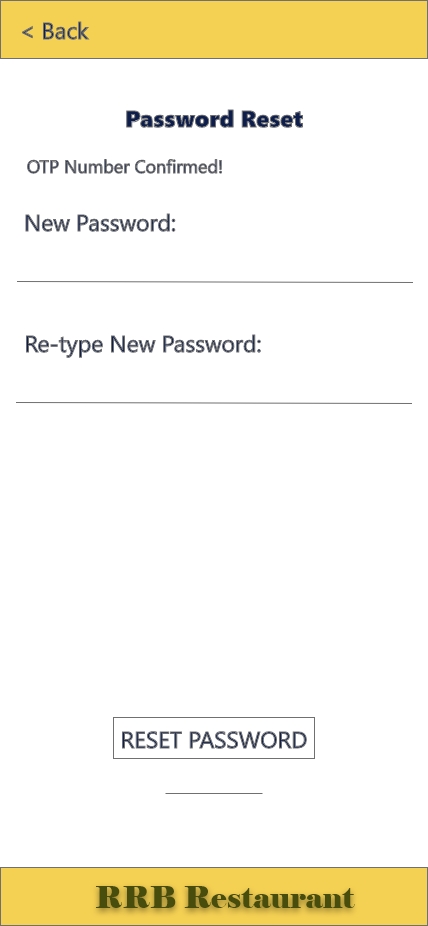 < Back
Password Reset
OTP Number Confirmed!
New Password:
Re-type New Password:
RESET PASSWORD
RRB Restaurant